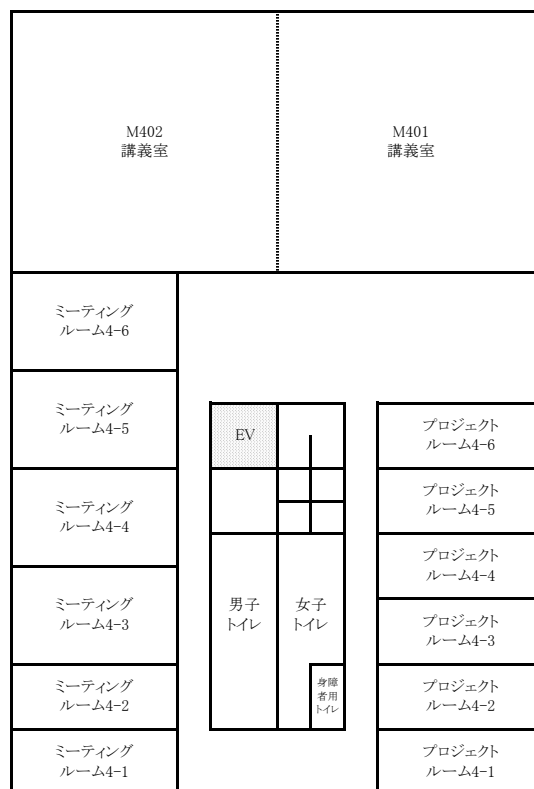 M402
講義室
M401
講義室
ミーティング
ルーム4-6
ミーティング
ルーム4-5
EV
プロジェクト
ルーム4-6
ミーティング
ルーム4-4
プロジェクト
ルーム4-5
プロジェクト
ルーム4-4
ミーティング
ルーム4-3
男子
トイレ
女子
トイレ
プロジェクト
ルーム4-3
ミーティング
ルーム4-2
身障
者用
トイレ
プロジェクト
ルーム4-2
ミーティング
ルーム4-1
プロジェクト
ルーム4-1